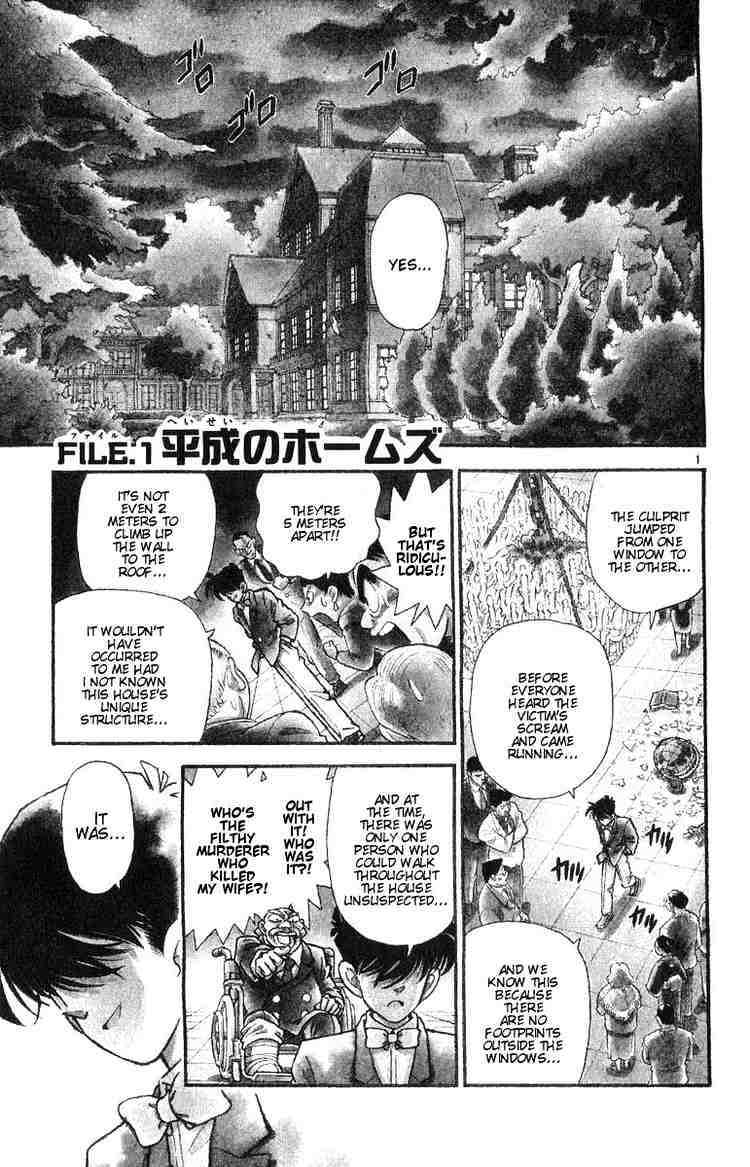 ゴロ
ゴロ
ゴロ
YES...
ファイル
へいせい
FILE.1 平成のホームズ
1
THE CULPRIT
JUMPED FROM
ONE WINDOW
TO THE
OTHER...
BEFORE
EVERYONE
HEARD THE
VICTIM'S
SCREAM
AND CAME
RUNNING...
カッ
カッ
AND WE
KNOW THIS
BECAUSE
THERE
ARE NO
FOOTPRINTS
OUTSIDE THE
WINDOWS...
BUT
THAT'S
RIDICU-
LOUS!!
THEY'RE
5 METERS
APART!!
IT'S NOT
EVEN 2
METERS TO
CLIMB UP
THE WALL
TO THE
ROOF...
IT WOULDN'T
HAVE
OCCURRED
TO ME HAD
I NOT KNOWN
THIS HOUSE'S
UNIQUE
STRUCTURE...
AND AT
THE TIME,
THERE WAS
ONLY ONE
PERSON WHO
COULD WALK
THROUGHOUT
THE HOUSE
UNSUSPECTED...
OUT
WITH
IT! WHO
WAS
IT?!
WHO'S
THE
FILTHY
MURDERER
WHO
KILLED
MY WIFE?!
IT
WAS...